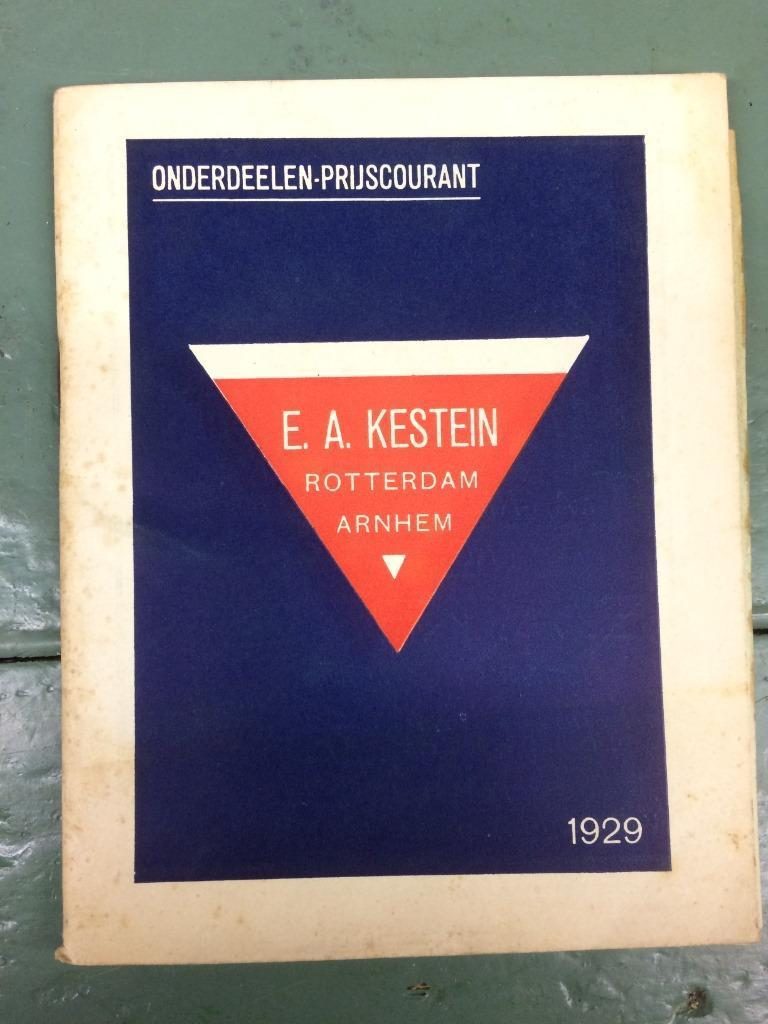 ONDERDEELEN-PRIJSCOURANT
E. A. KESTEIN
ROTTERDAM
ARNHEM
1929